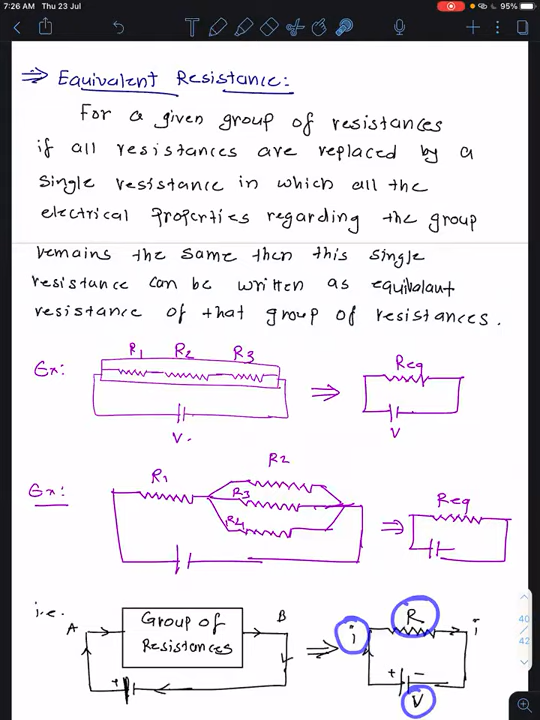 7:26 AM Thu 23 Jul
95%
⇒ Equivalent Resistance:
For a given group of resistances
if all resistances are replaced by a
single resistance in which all the
electrical Properties regarding the group
remains the same then this single
resistance can be written as equivalant
resistance of that group of resistances.
Ex: R1 R2 R3 ⇒ Req
V. V
Ex: R1 R2 R3 R4 ⇒ Req
i.e. A Group of B ⇒ i R i
Resistances
+ V + V −
40
42